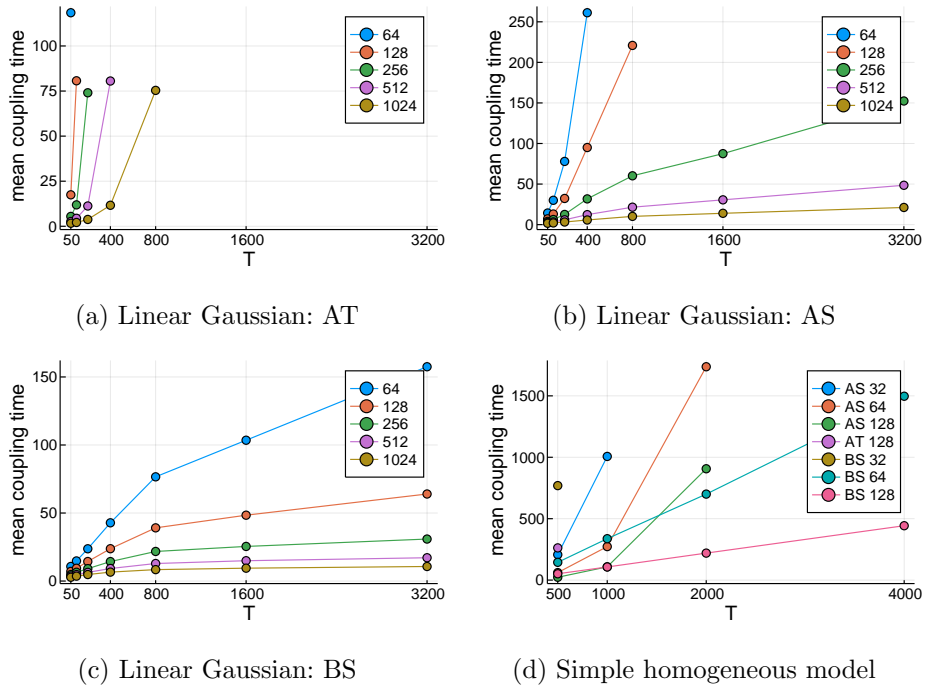 mean coupling time
100
75
50
25
0
50
400
800
1600
3200
T
64
128
256
512
1024
(a) Linear Gaussian: AT
mean coupling time
250
200
150
100
50
0
50
400
800
1600
3200
T
64
128
256
512
1024
(b) Linear Gaussian: AS
mean coupling time
150
100
50
0
50
400
800
1600
3200
T
64
128
256
512
1024
(c) Linear Gaussian: BS
mean coupling time
1500
1000
500
0
500
1000
2000
4000
T
AS 32
AS 64
AS 128
AT 128
BS 32
BS 64
BS 128
(d) Simple homogeneous model